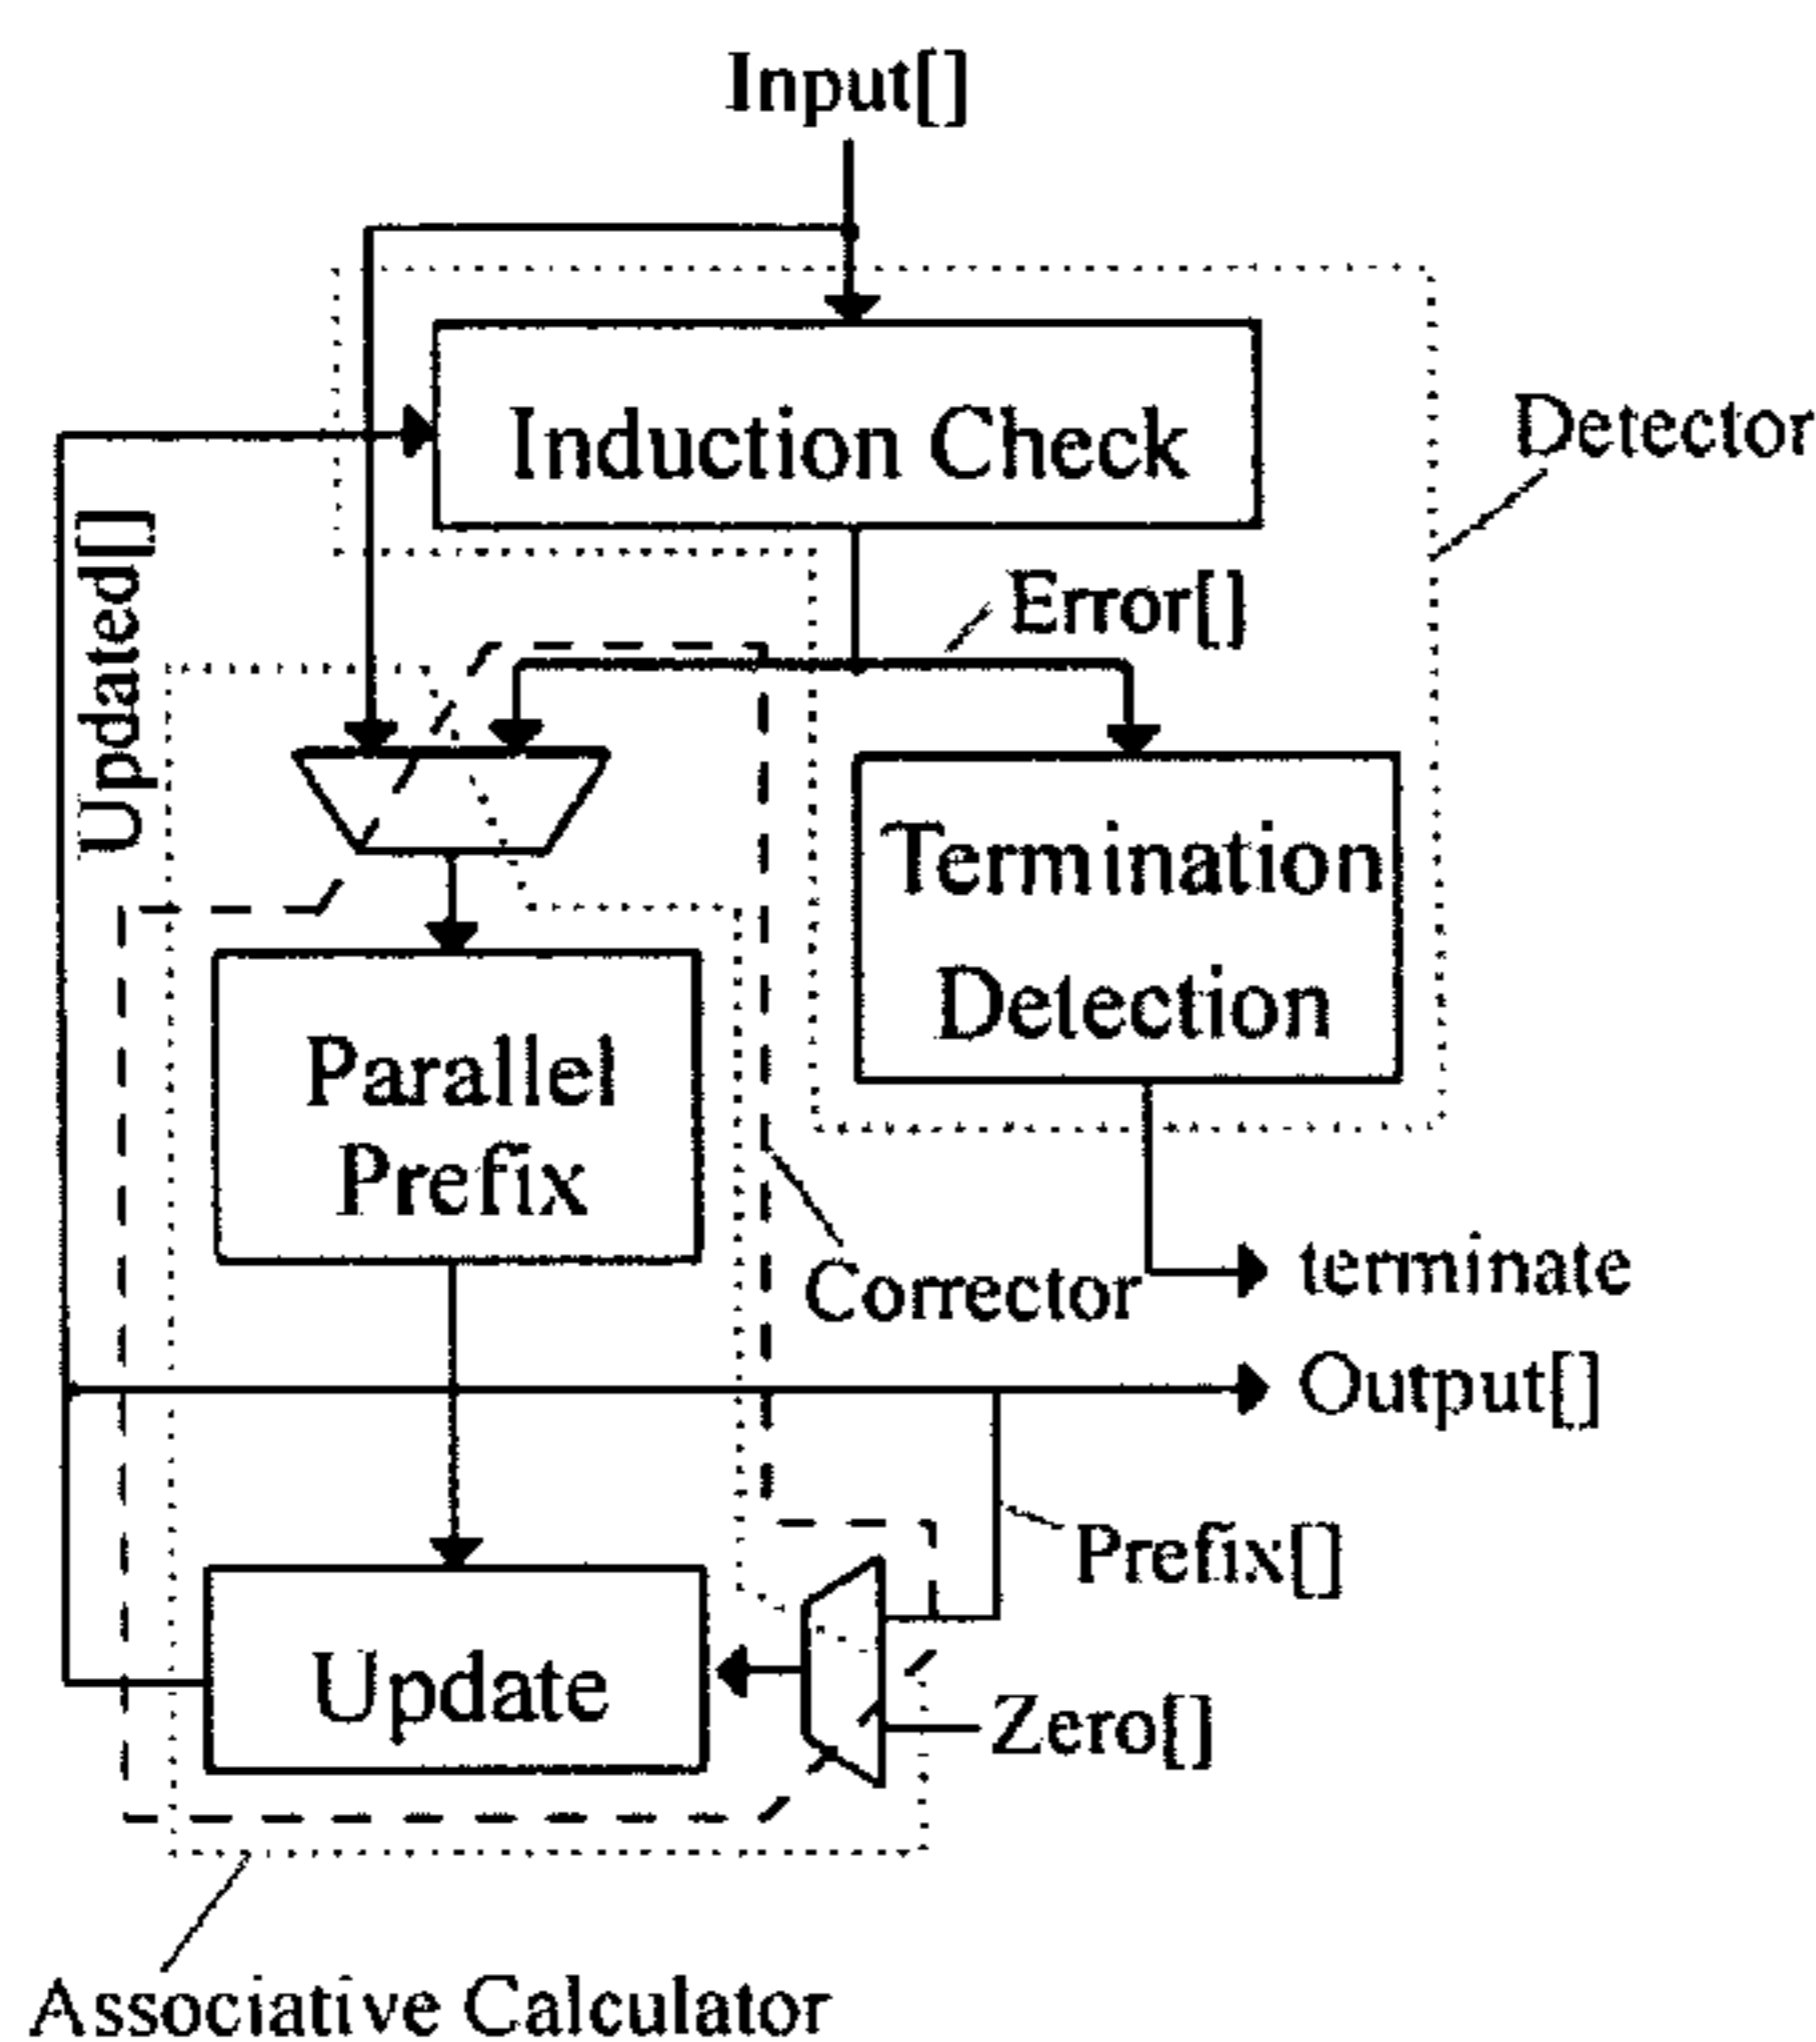 Input[]
Induction Check
Detector
Updated[]
Error[]
Termination
Detection
Parallel
Prefix
Corrector
terminate
Output[]
Prefix[]
Update
Zero[]
Associative Calculator